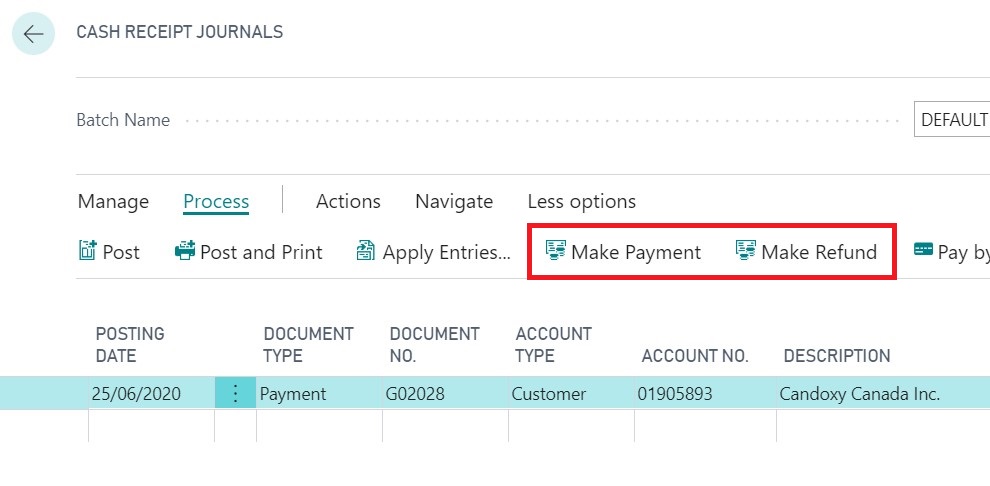 CASH RECEIPT JOURNALS
Batch Name DEFAULT
Manage Process Actions Navigate Less options
Post Post and Print Apply Entries... Make Payment Make Refund Pay by
POSTING DOCUMENT DOCUMENT ACCOUNT
DATE TYPE NO. TYPE ACCOUNT NO. DESCRIPTION
25/06/2020 Payment G02028 Customer 01905893 Candoxy Canada Inc.